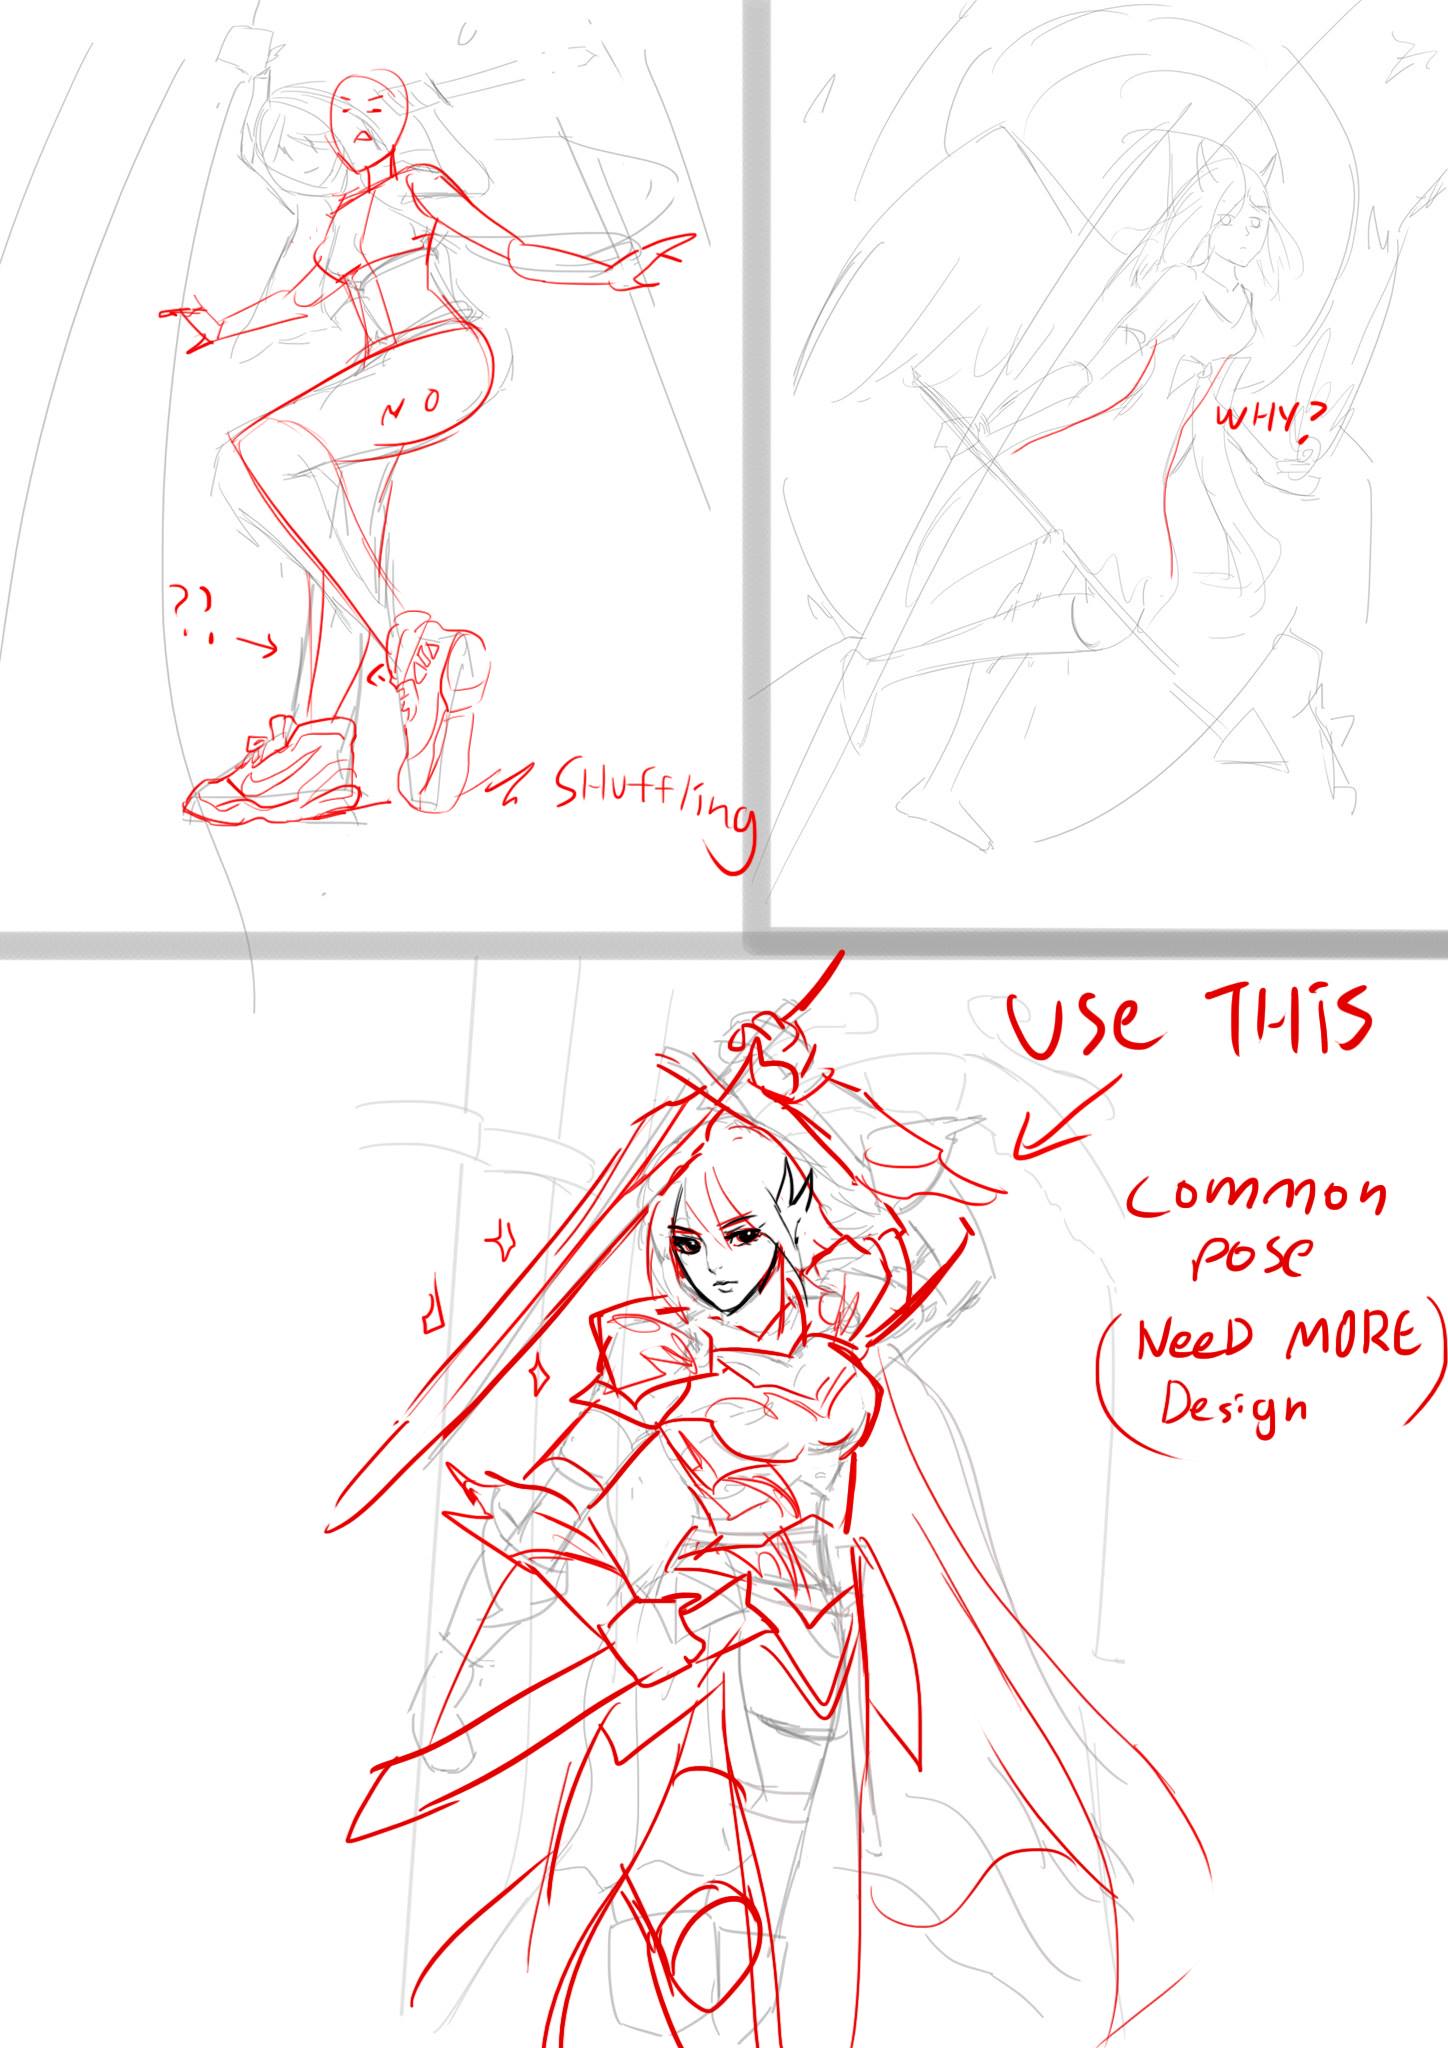 NO
WHY?
??
SHuffling
USe THiS
Common
Pose
(NeeD MORE)
Design